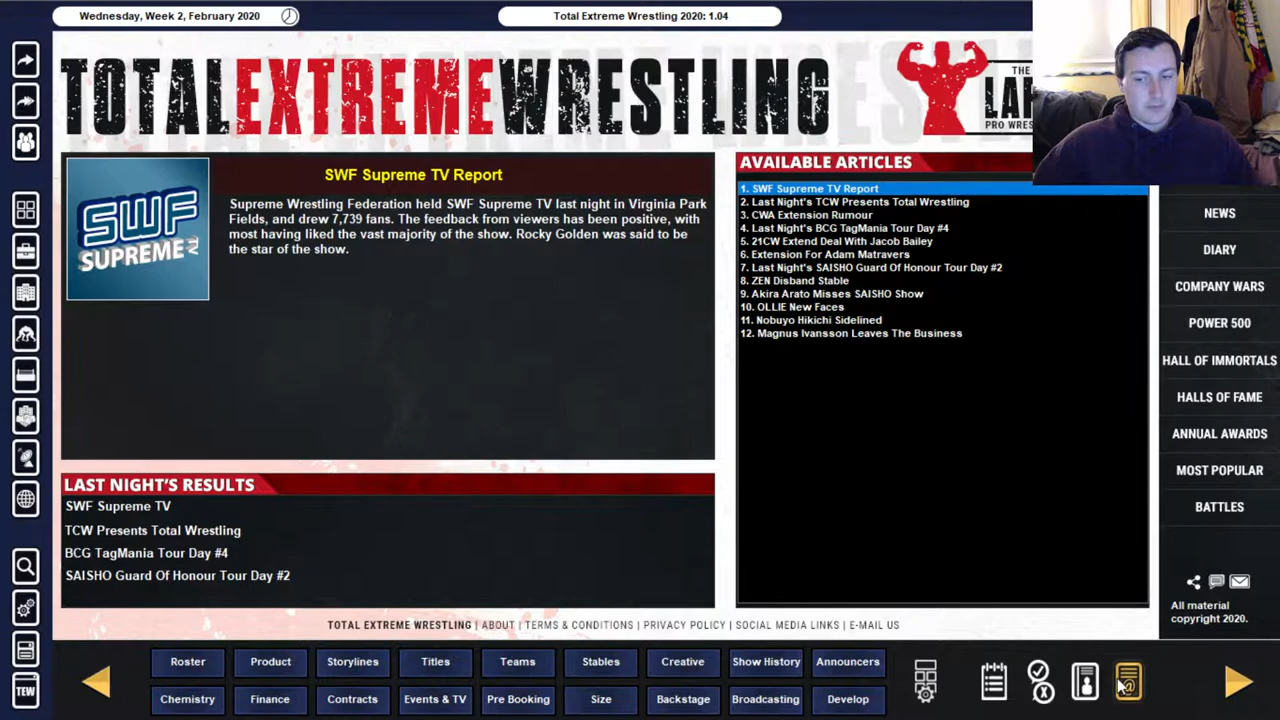 Wednesday, Week 2, February 2020
Total Extreme Wrestling 2020: 1.04
TOTALEXTREMEWRESTLING
THE
PRO WRES
SWF SUPREME TV
SWF Supreme TV Report
Supreme Wrestling Federation held SWF Supreme TV last night in Virginia Park
Fields, and drew 7,739 fans. The feedback from viewers has been positive, with
most having liked the vast majority of the show. Rocky Golden was said to be
the star of the show.
AVAILABLE ARTICLES
1. SWF Supreme TV Report
2. Last Night's TCW Presents Total Wrestling
3. CWA Extension Rumour
4. Last Night's BCG TagMania Tour Day #4
5. 21CW Extend Deal With Jacob Bailey
6. Extension For Adam Matravers
7. Last Night's SAISHO Guard Of Honour Tour Day #2
8. ZEN Disband Stable
9. Akira Arato Misses SAISHO Show
10. OLLIE New Faces
11. Nobuyo Hikichi Sidelined
12. Magnus Ivansson Leaves The Business
NEWS
DIARY
COMPANY WARS
POWER 500
HALL OF IMMORTALS
HALLS OF FAME
ANNUAL AWARDS
MOST POPULAR
BATTLES
All material
copyright 2020.
LAST NIGHT'S RESULTS
SWF Supreme TV
TCW Presents Total Wrestling
BCG TagMania Tour Day #4
SAISHO Guard Of Honour Tour Day #2
TOTAL EXTREME WRESTLING | ABOUT | TERMS & CONDITIONS | PRIVACY POLICY | SOCIAL MEDIA LINKS | E-MAIL US
Roster Product Storylines Titles Teams Stables Creative Show History Announcers
Chemistry Finance Contracts Events & TV Pre Booking Size Backstage Broadcasting Develop
TEW